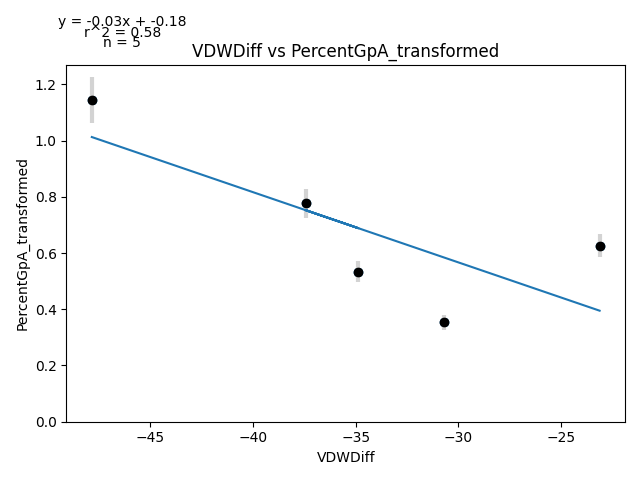 y = -0.03x + -0.18
r^2 = 0.58
n = 5
VDWDiff vs PercentGpA_transformed
PercentGpA_transformed
1.2
1.0
0.8
0.6
0.4
0.2
0.0
−45
−40
−35
−30
−25
VDWDiff